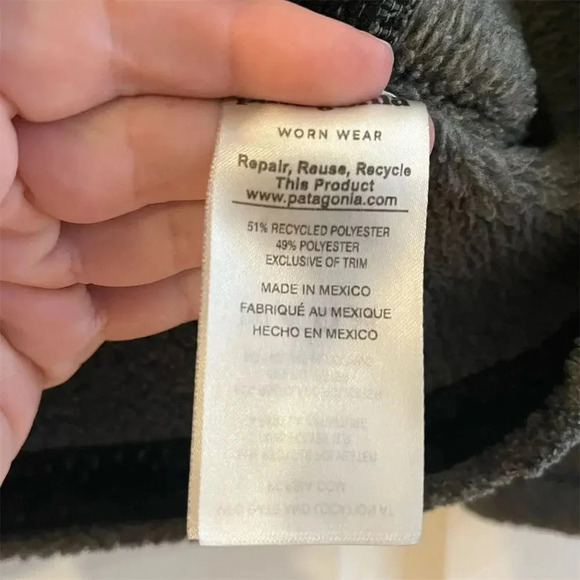 WORN WEAR
Repair, Reuse, Recycle
This Product
www.patagonia.com
51% RECYCLED POLYESTER
49% POLYESTER
EXCLUSIVE OF TRIM
MADE IN MEXICO
FABRIQUÉ AU MEXIQUE
HECHO EN MEXICO